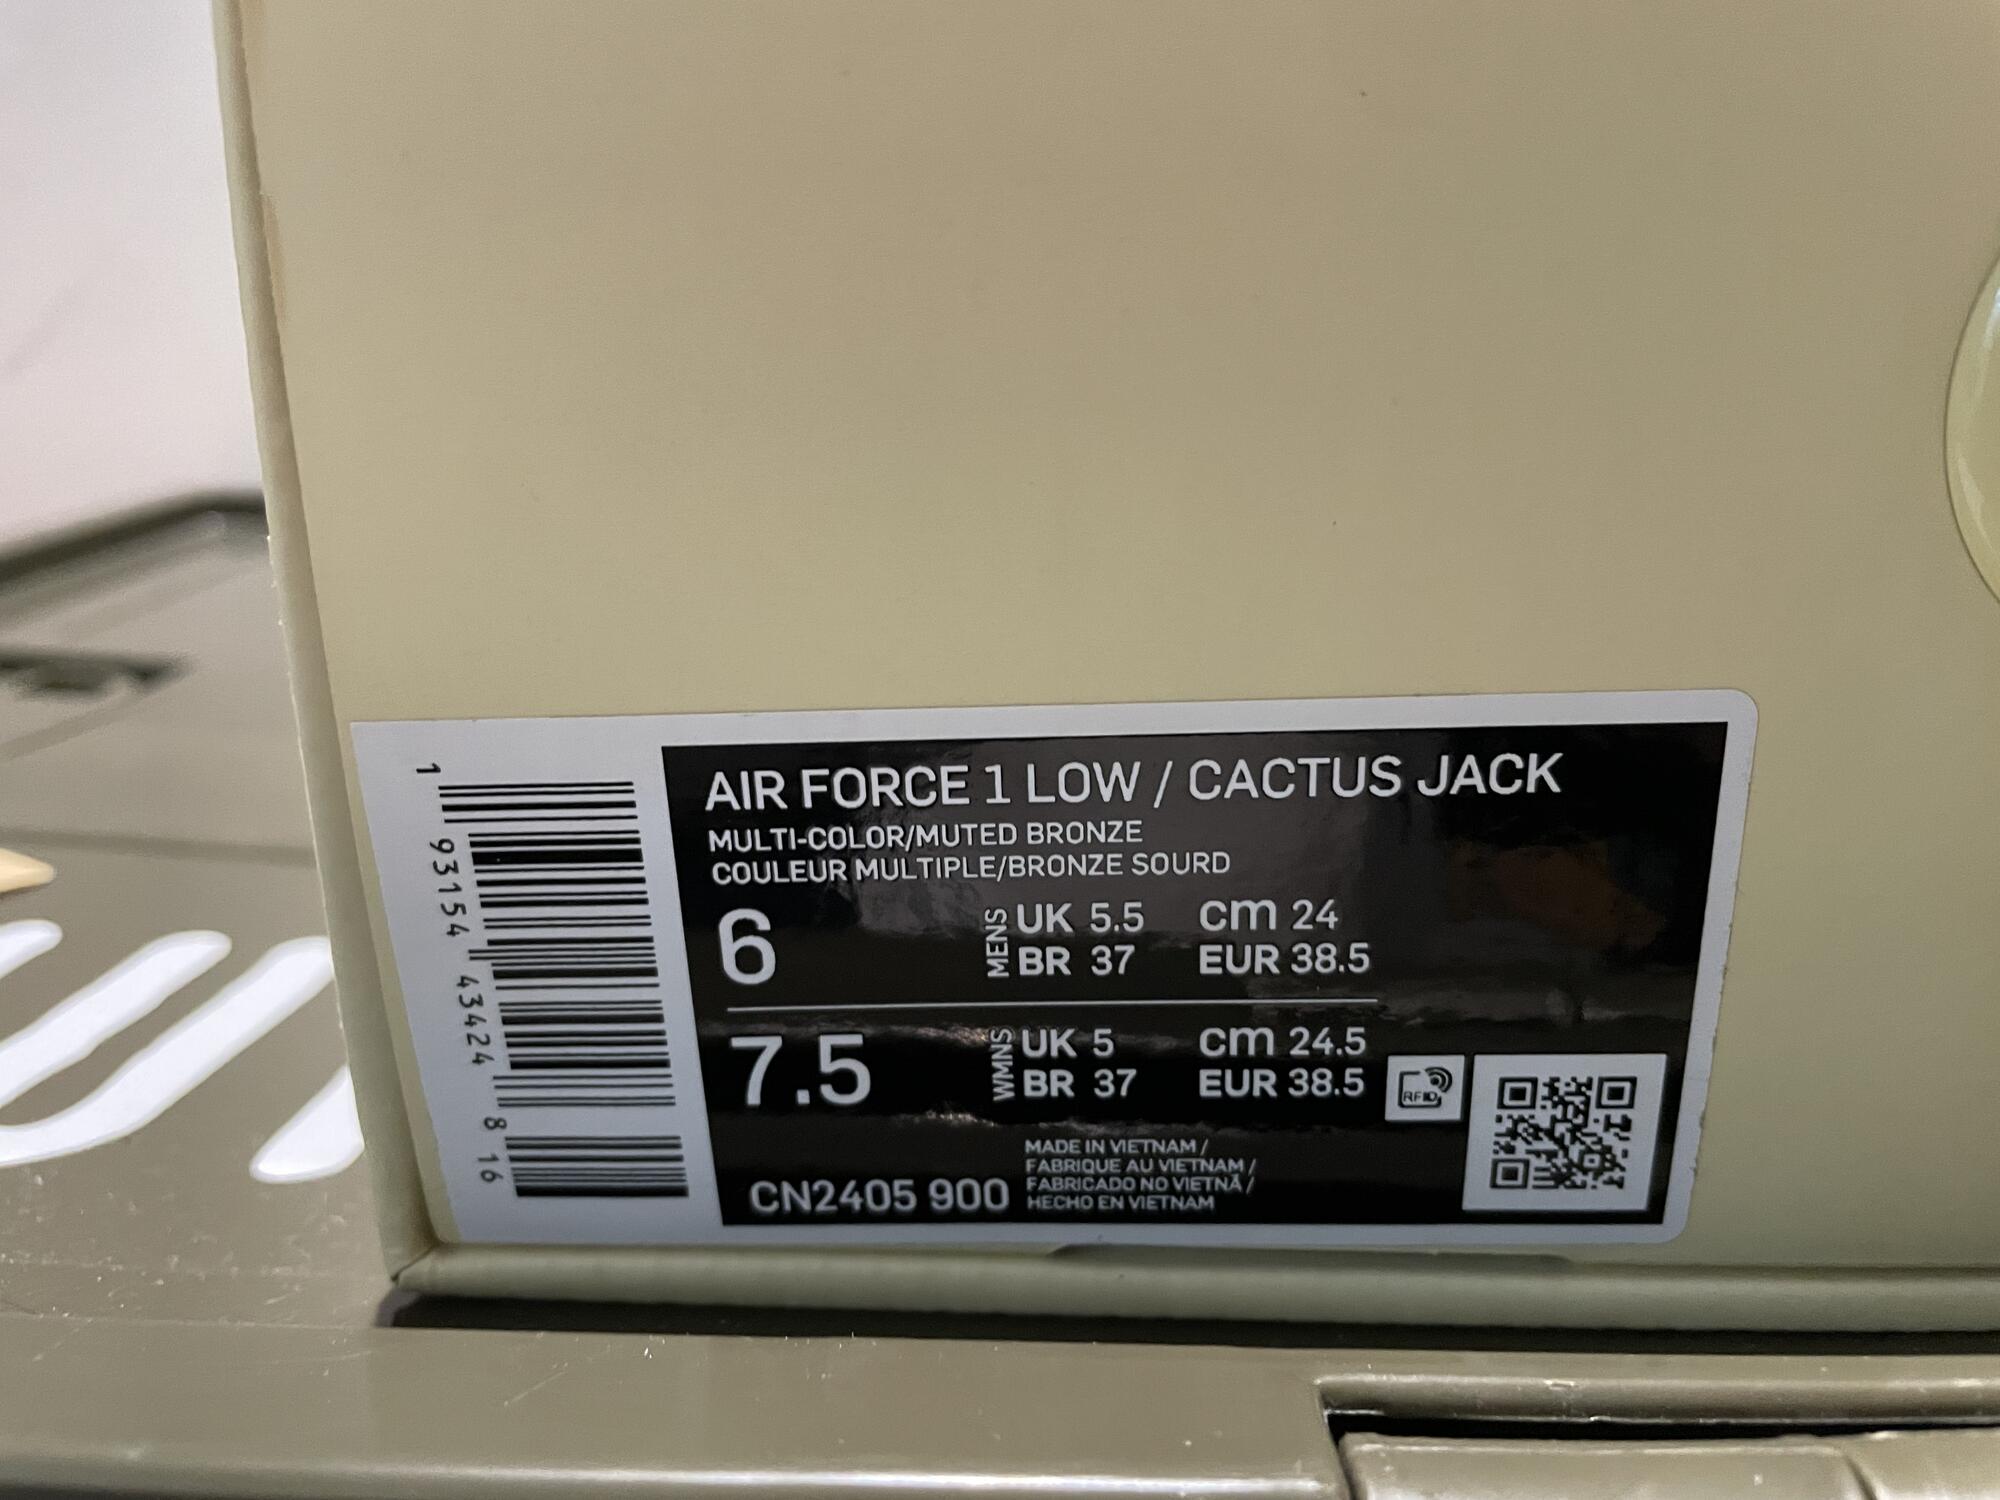 AIR FORCE 1 LOW / CACTUS JACK
MULTI-COLOR/MUTED BRONZE
COULEUR MULTIPLE/BRONZE SOURD
6 MENS UK 5.5 cm 24
BR 37 EUR 38.5
7.5 WMNS UK 5 cm 24.5
BR 37 EUR 38.5
RFID
CN2405 900
MADE IN VIETNAM /
FABRIQUE AU VIETNAM /
FABRICADO NO VIETNÃ /
HECHO EN VIETNAM
1 93154 43424 8 16